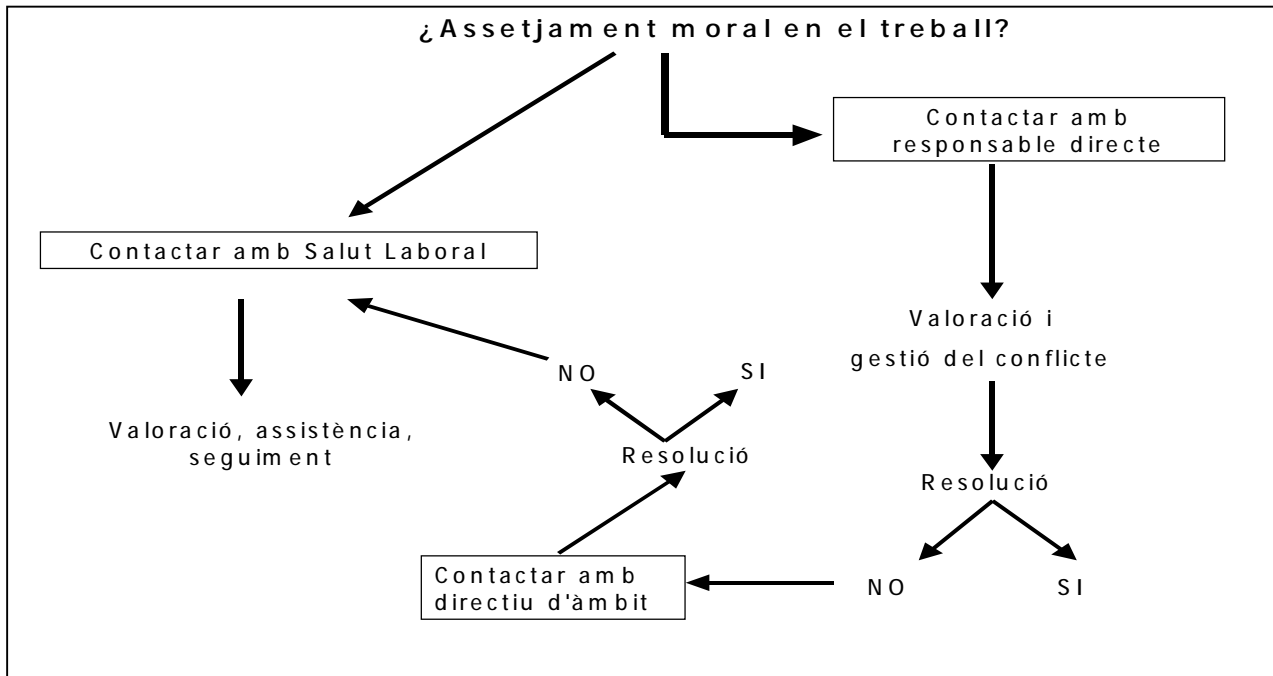 ¿Assetjament moral en el treball?
Contactar amb
responsable directe
Contactar amb Salut Laboral
Valoració i
gestió del conflicte
NO
SI
Valoració, assistència,
seguiment
Resolució
Resolució
Contactar amb
directiu d'àmbit
NO
SI